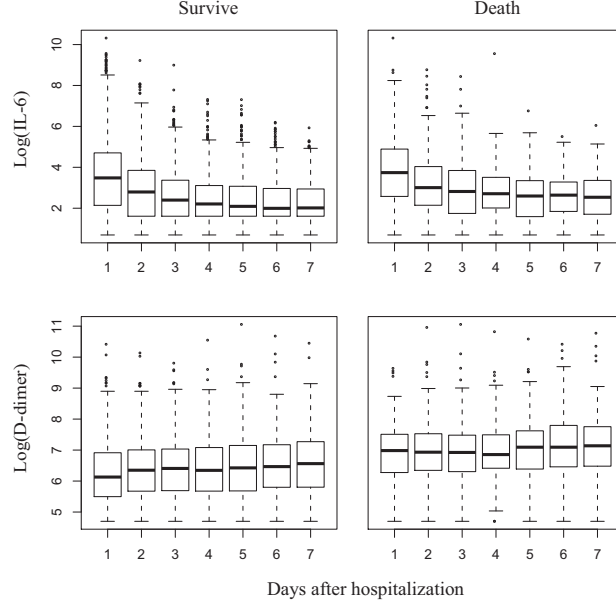 Survive Death
Log(IL-6)
10
8
6
4
2
1 2 3 4 5 6 7 1 2 3 4 5 6 7
Log(D-dimer)
11
10
9
8
7
6
5
1 2 3 4 5 6 7 1 2 3 4 5 6 7
Days after hospitalization